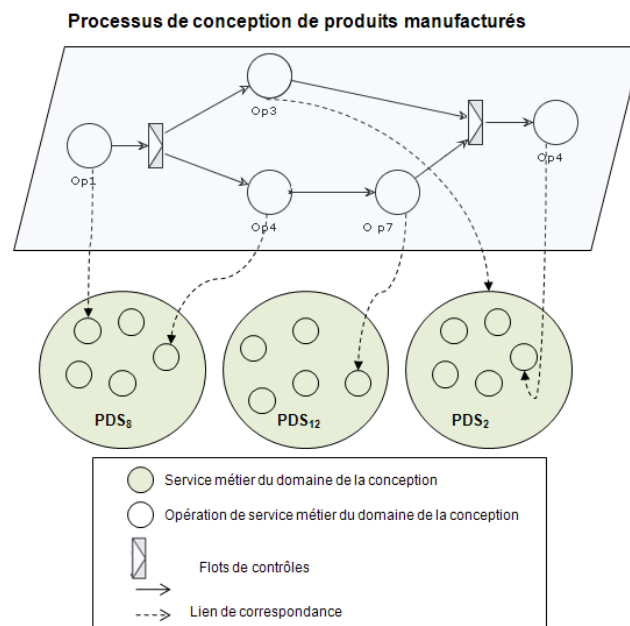 Processus de conception de produits manufacturés
Op3
Op1
Op4
Op4
O p7
PDS₈
PDS₁₂
PDS₂
Service métier du domaine de la conception
Opération de service métier du domaine de la conception
Flots de contrôles
Lien de correspondance